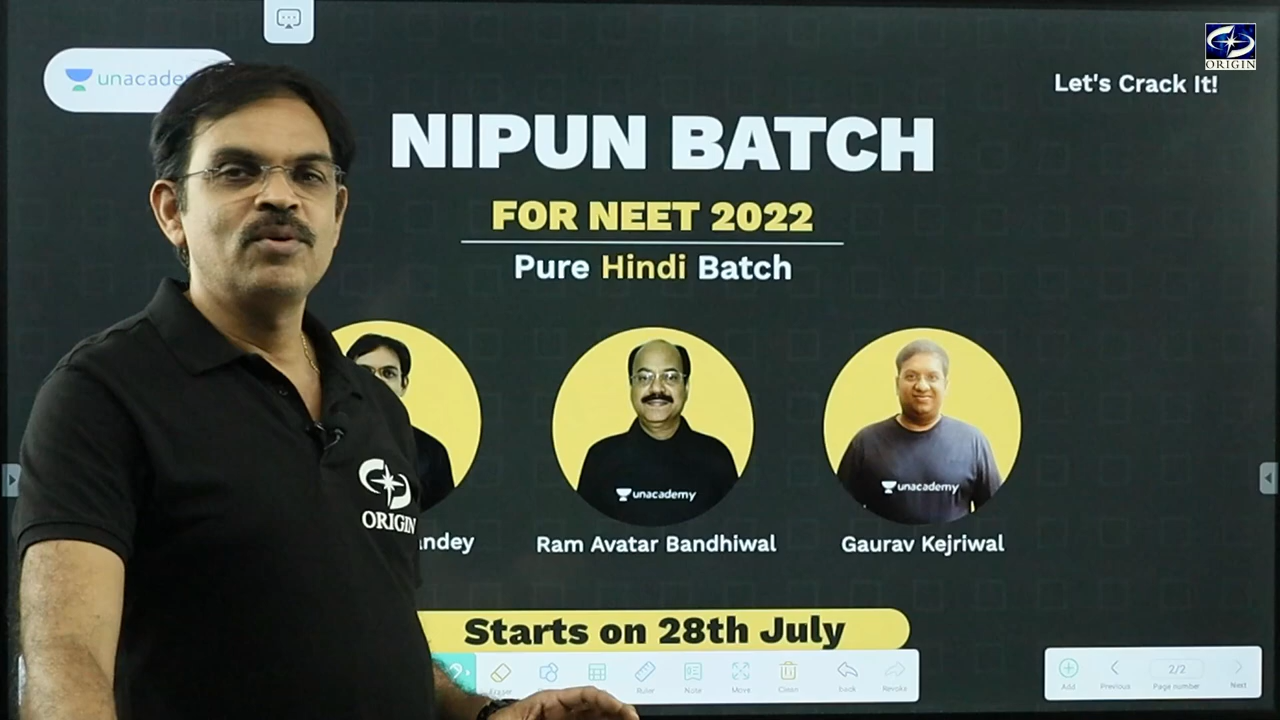 unacade
ORIGIN
Let's Crack It!
NIPUN BATCH
FOR NEET 2022
Pure Hindi Batch
unacademy
unacademy
ORIGIN
andey
Ram Avatar Bandhiwal
Gaurav Kejriwal
Starts on 28th July
Eraser
Ruler
Note
Move
Clean
Back
Revoke
Add
Previous
2/2
Page number
Next